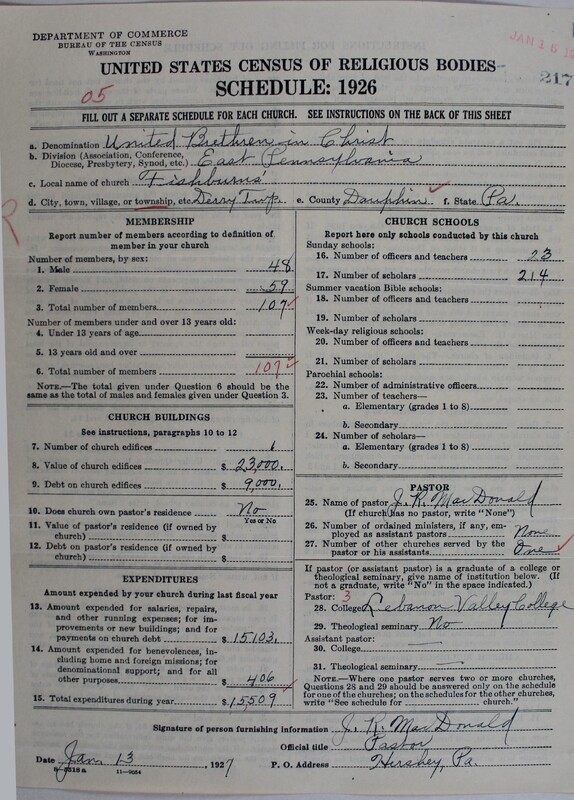 DEPARTMENT OF COMMERCE
BUREAU OF THE CENSUS
WASHINGTON
JAN 18
217
UNITED STATES CENSUS OF RELIGIOUS BODIES
SCHEDULE: 1926
05
FILL OUT A SEPARATE SCHEDULE FOR EACH CHURCH. SEE INSTRUCTIONS ON THE BACK OF THIS SHEET
a. Denomination United Brethren in Christ
b. Division (Association, Conference,
Diocese, Presbytery, Synod, etc.) East Pennsylvania
c. Local name of church Fishburns'
d. City, town, village, or township, etc. Derry Twp. e. County Dauphin f. State Pa.
R
MEMBERSHIP
Report number of members according to definition of
member in your church
Number of members, by sex:
1. Male 48
2. Female 59
3. Total number of members 107
Number of members under and over 13 years old:
4. Under 13 years of age
5. 13 years old and over
6. Total number of members 107
NOTE.—The total given under Question 6 should be
same as the total of males and females given under Question 3.
CHURCH BUILDINGS
See instructions, paragraphs 10 to 12
7. Number of church edifices 1
8. Value of church edifices $ 23,000.
9. Debt on church edifices $ 9,000.
10. Does church own pastor's residence? No
Yes or No
11. Value of pastor's residence (if owned by
church) $
12. Debt on pastor's residence (if owned by
church) $
EXPENDITURES
Amount expended by your church during last fiscal year
13. Amount expended for salaries, repairs,
and other running expenses; for im-
provements or new buildings; and for
payments on church debt $ 15103.
14. Amount expended for benevolences, in-
cluding home and foreign missions; for
denominational support; and for all
other purposes $ 406
15. Total expenditures during year $ 15,509
CHURCH SCHOOLS
Report here only schools conducted by this church
Sunday schools:
16. Number of officers and teachers 23
17. Number of scholars 214
Summer vacation Bible schools:
18. Number of officers and teachers
19. Number of scholars
Week-day religious schools:
20. Number of officers and teachers
21. Number of scholars
Parochial schools:
22. Number of administrative officers
23. Number of teachers—
a. Elementary (grades 1 to 8)
b. Secondary
24. Number of scholars—
a. Elementary (grades 1 to 8)
b. Secondary
PASTOR
25. Name of pastor J. R. MacDonald
(If church has no pastor, write "None")
26. Number of ordained ministers, if any, em-
ployed as assistant pastors None
27. Number of other churches served by the
pastor or his assistants One
If pastor (or assistant pastor) is a graduate of a college or
theological seminary, give name of institution below. (If
not a graduate, write "No" in the space indicated.)
Pastor: 3
28. College Lebanon Valley College
29. Theological seminary No
Assistant pastor:
30. College —
31. Theological seminary —
NOTE.—Where one pastor serves two or more churches,
Questions 28 and 29 should be answered only on the schedule
for one of the churches; on the schedules for the other churches,
write "See schedule for church."
Signature of person furnishing information J. R. MacDonald
Official title Pastor
Date Jan. 13, 1927 P. O. Address Hershey, Pa.
8-5518a 11-9084